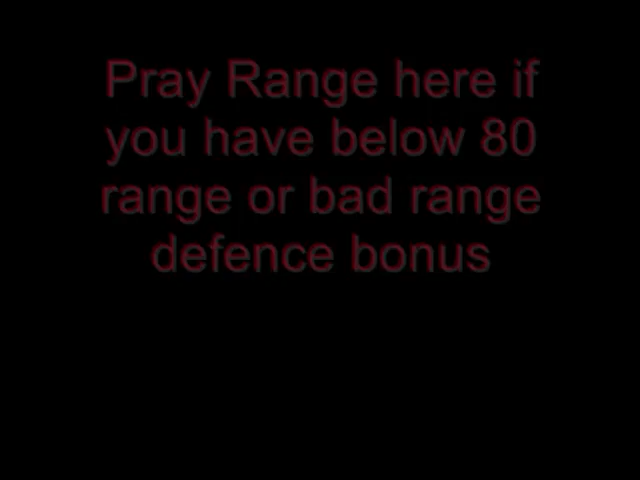 Pray Range here if
you have below 80
range or bad range
defence bonus